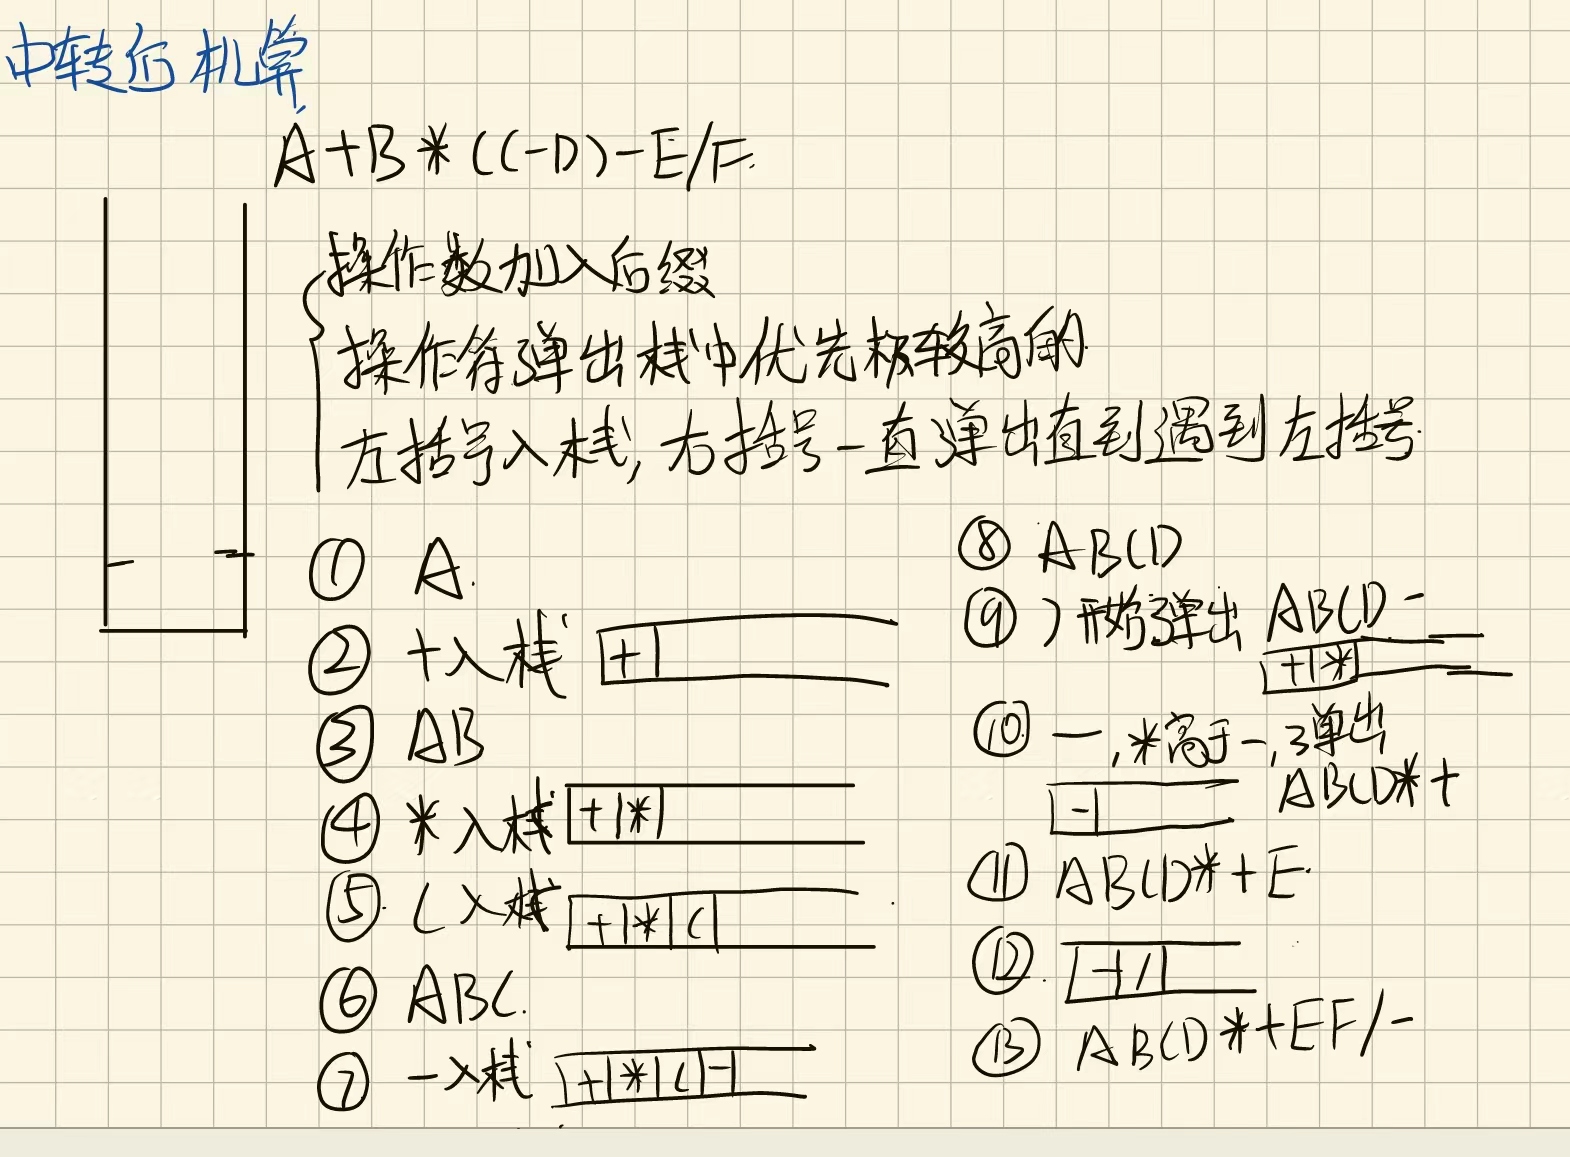 中转后 机算
A+B*((-D)-E/F.
操作数加入后缀
操作符弹出栈中优先极较高的
左括号入栈, 右括号一直弹出直到遇到左括号.
① A.
② +入栈 +
③ AB
④ *入栈 + | *
⑤ (入栈 + | * | (
⑥ ABC.
⑦ -入栈 + | * | ( | -
⑧ ABCD
⑨ )开始弹出 ABCD-
+ | *
⑩ -, *高于-, 弹出
- ABCD*+
⑪ ABCD*+E.
⑫ - | /
⑬ ABCD*+EF/-